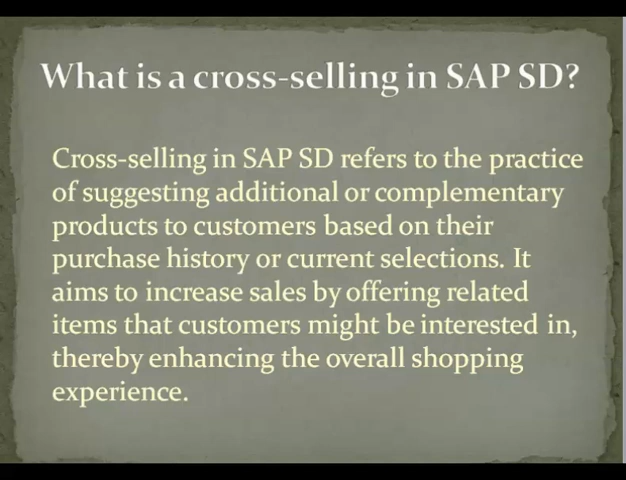 What is a cross-selling in SAP SD?
Cross-selling in SAP SD refers to the practice
of suggesting additional or complementary
products to customers based on their
purchase history or current selections. It
aims to increase sales by offering related
items that customers might be interested in,
thereby enhancing the overall shopping
experience.